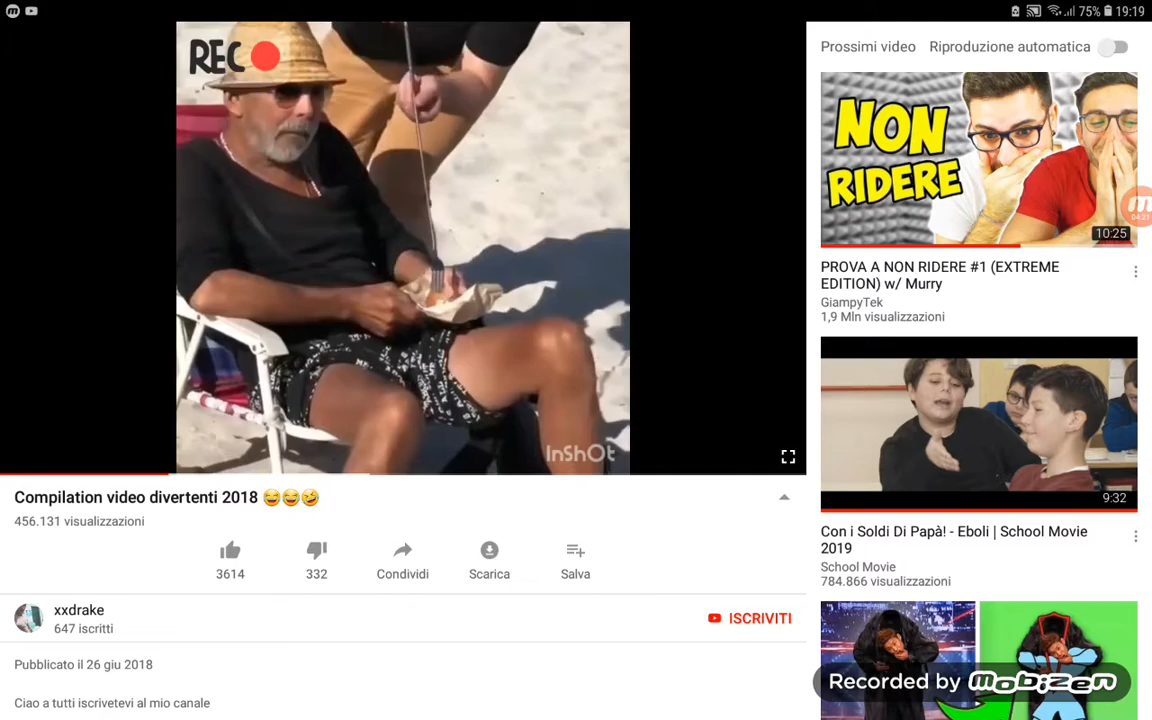 75% 19:19
REC
InShOt
Compilation video divertenti 2018 😂😂🤣
456.131 visualizzazioni
3614
332
Condividi
Scarica
Salva
xxdrake
647 iscritti
ISCRIVITI
Pubblicato il 26 giu 2018
Ciao a tutti iscrivetevi al mio canale
Prossimi video
Riproduzione automatica
NON
RIDERE
04:21
10:25
PROVA A NON RIDERE #1 (EXTREME
EDITION) w/ Murry
GiampyTek
1,9 Mln visualizzazioni
9:32
Con i Soldi Di Papà! - Eboli | School Movie
2019
School Movie
784.866 visualizzazioni
Recorded by mobizen